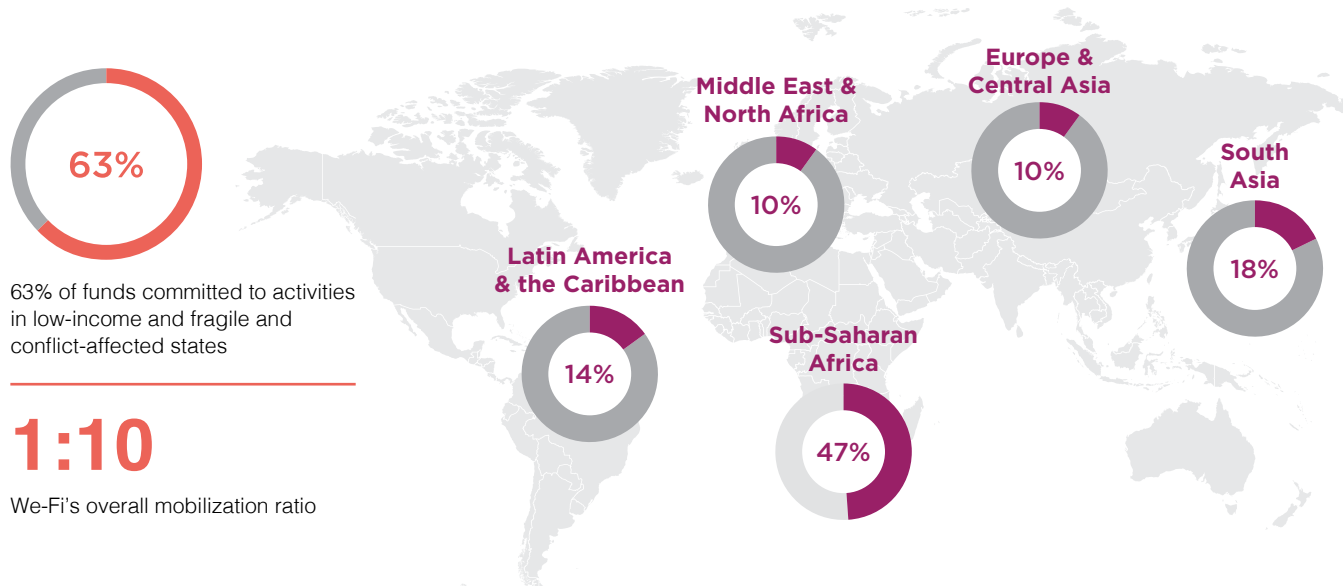 63%
63% of funds committed to activities
in low-income and fragile and
conflict-affected states
1:10
We-Fi's overall mobilization ratio
Latin America
& the Caribbean
14%
Middle East &
North Africa
10%
Sub-Saharan
Africa
47%
Europe &
Central Asia
10%
South
Asia
18%